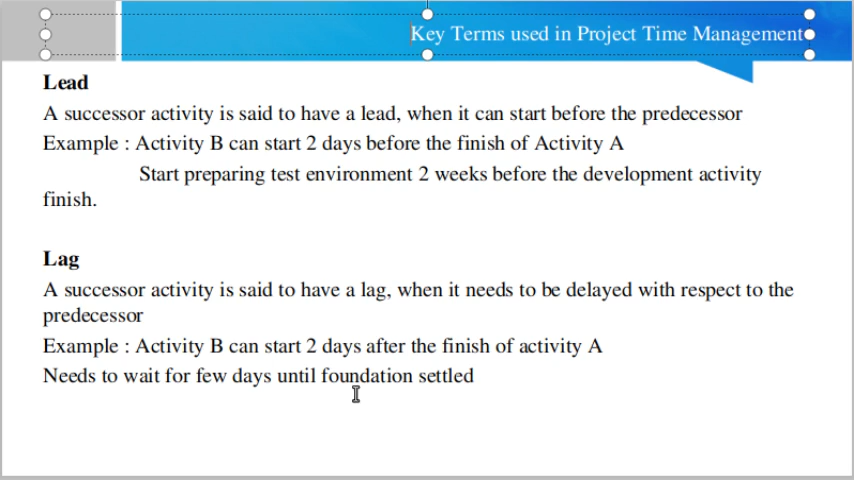 Key Terms used in Project Time Management
Lead
A successor activity is said to have a lead, when it can start before the predecessor
Example : Activity B can start 2 days before the finish of Activity A
Start preparing test environment 2 weeks before the development activity
finish.
Lag
A successor activity is said to have a lag, when it needs to be delayed with respect to the
predecessor
Example : Activity B can start 2 days after the finish of activity A
Needs to wait for few days until foundation settled